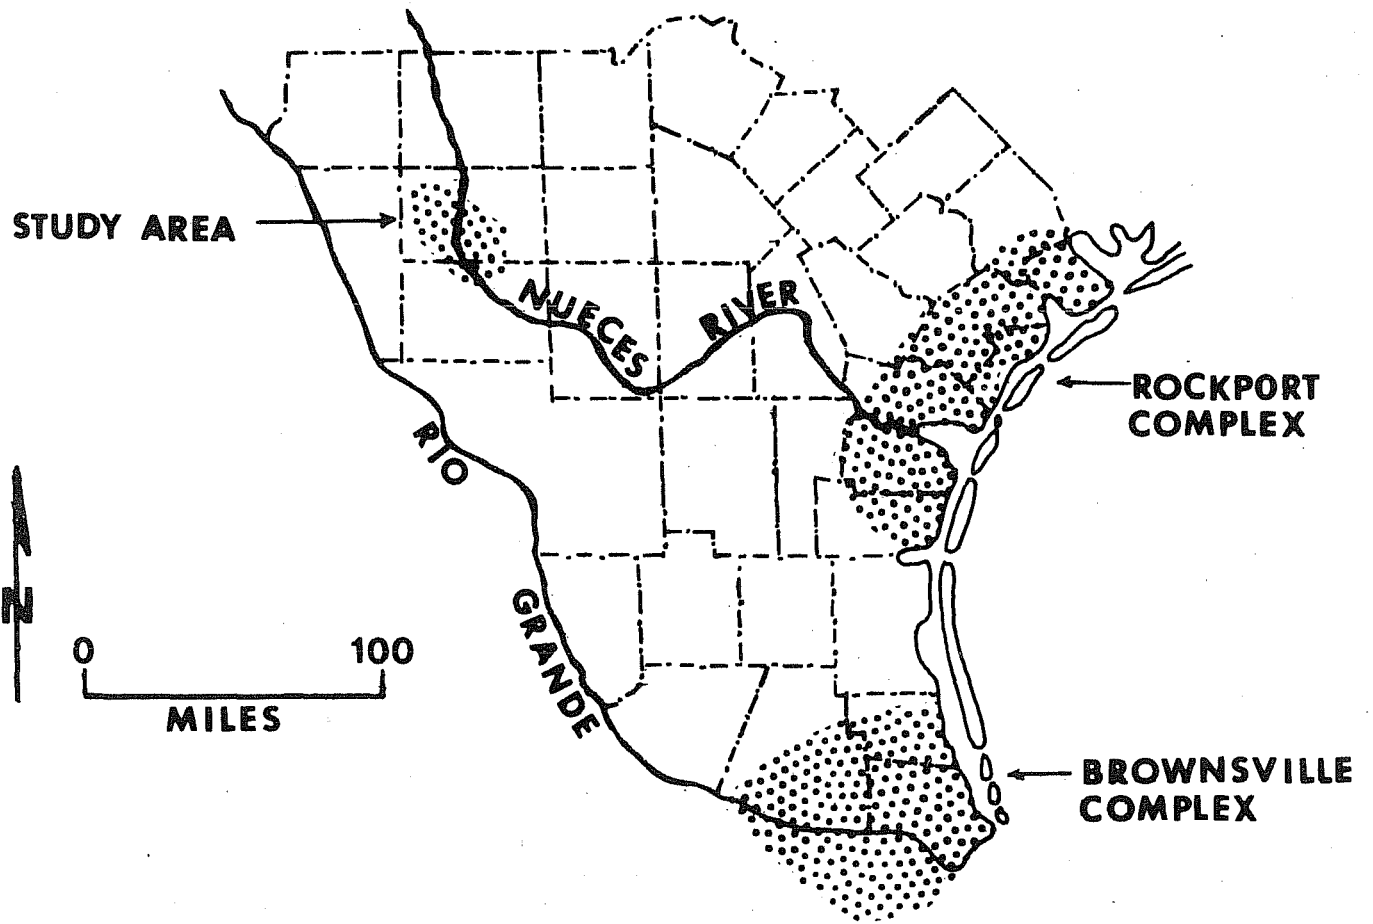 STUDY AREA
NUECES RIVER
ROCKPORT
COMPLEX
RIO GRANDE
N
0 100
MILES
BROWNSVILLE
COMPLEX